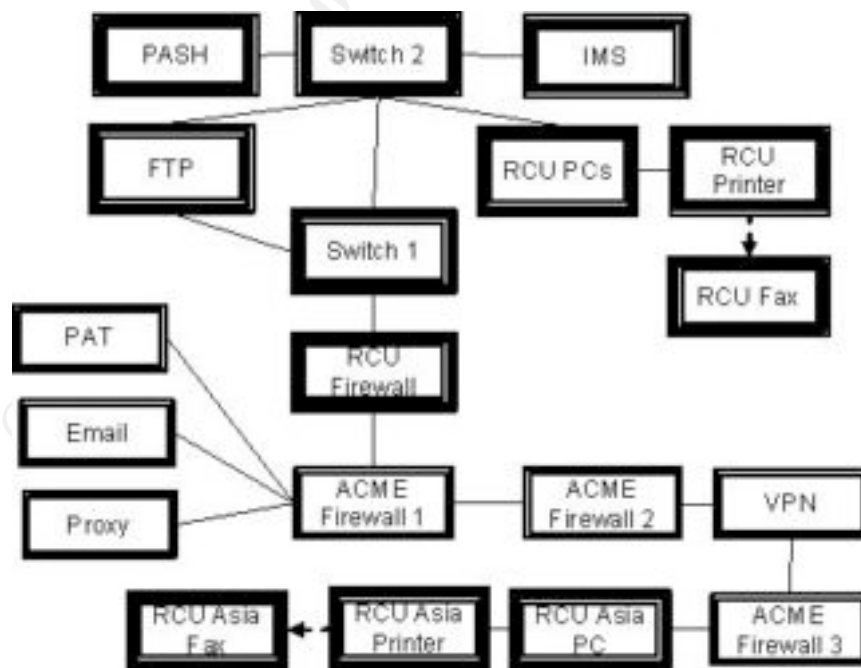 PASH
Switch 2
IMS
FTP
RCU PCs
RCU
Printer
Switch 1
RCU Fax
PAT
RCU
Firewall
Email
ACME
Firewall 1
ACME
Firewall 2
VPN
Proxy
RCU Asia
Fax
RCU Asia
Printer
RCU Asia
PC
ACME
Firewall 3